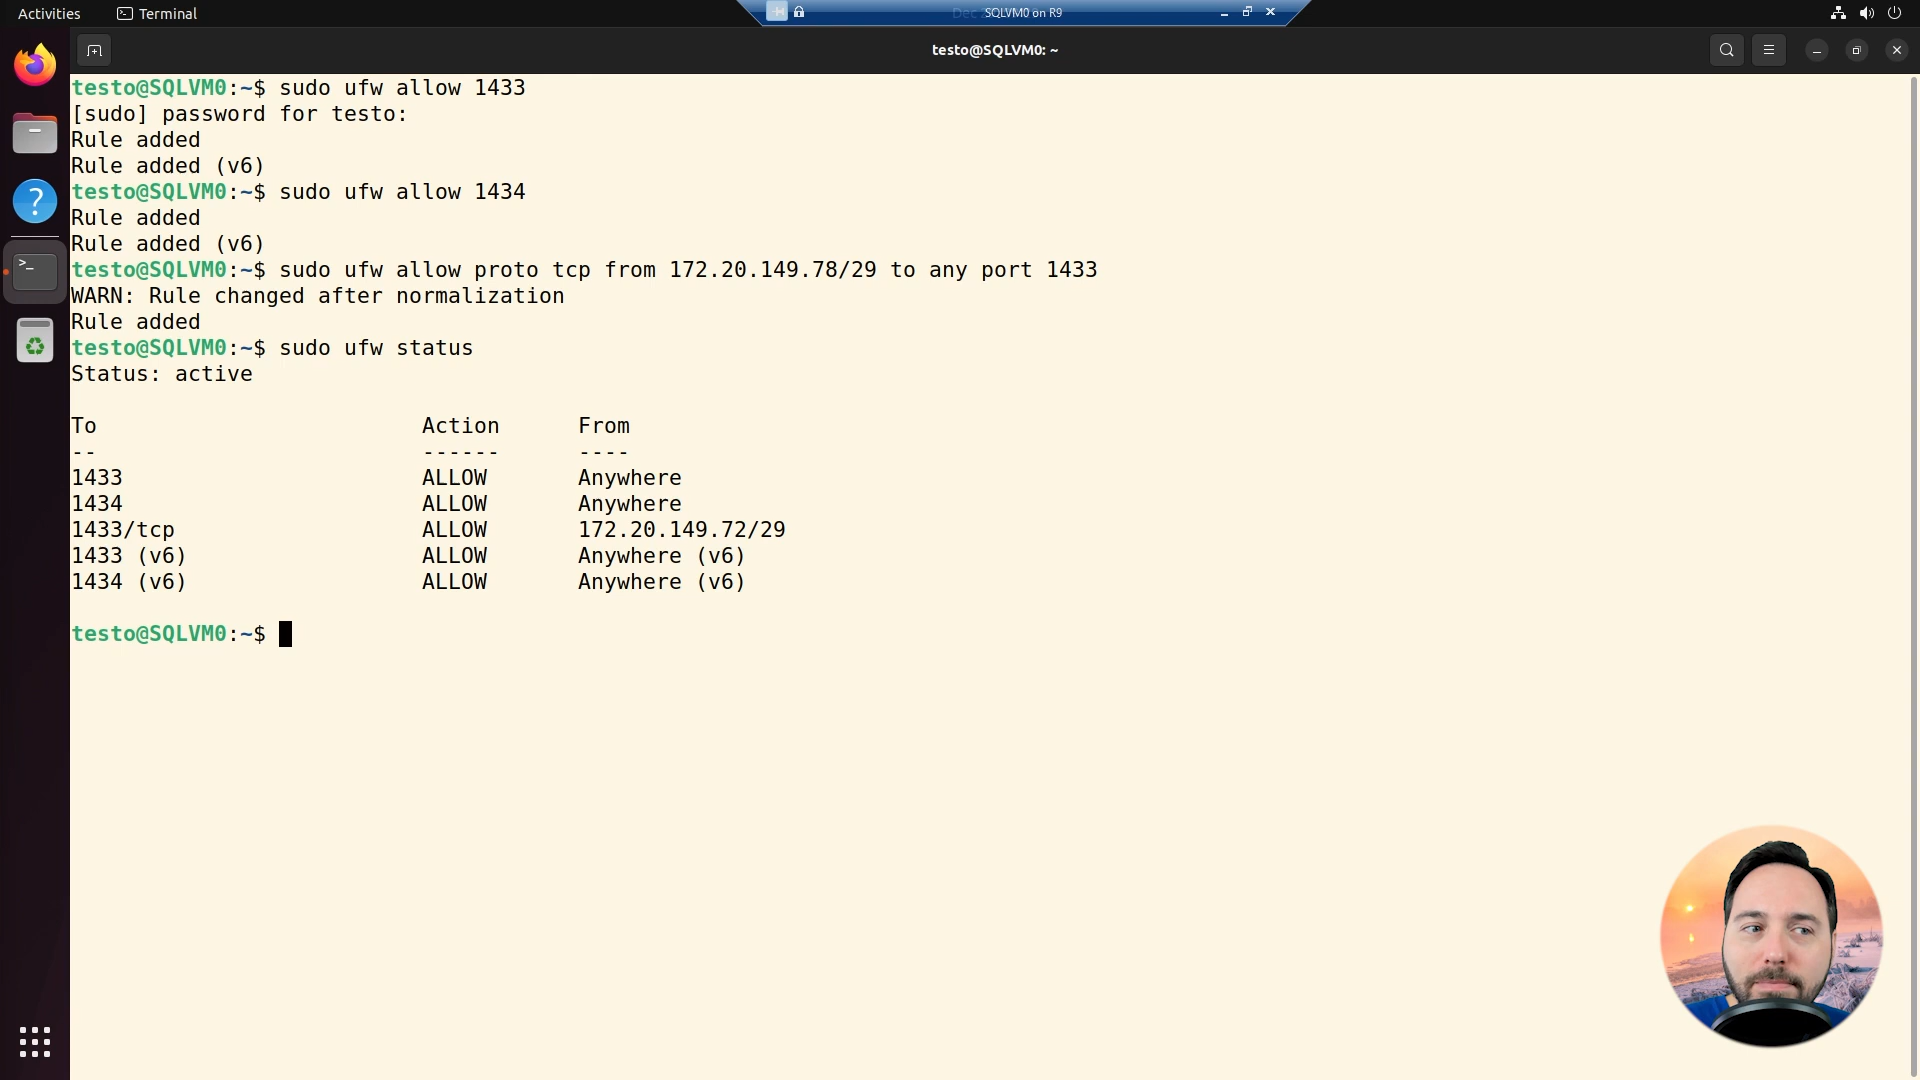 Activities Terminal SQLVM0 on R9
testo@SQLVM0: ~
testo@SQLVM0:~$ sudo ufw allow 1433
[sudo] password for testo:
Rule added
Rule added (v6)
testo@SQLVM0:~$ sudo ufw allow 1434
Rule added
Rule added (v6)
testo@SQLVM0:~$ sudo ufw allow proto tcp from 172.20.149.78/29 to any port 1433
WARN: Rule changed after normalization
Rule added
testo@SQLVM0:~$ sudo ufw status
Status: active
To Action From
-- ------ ----
1433 ALLOW Anywhere
1434 ALLOW Anywhere
1433/tcp ALLOW 172.20.149.72/29
1433 (v6) ALLOW Anywhere (v6)
1434 (v6) ALLOW Anywhere (v6)
testo@SQLVM0:~$